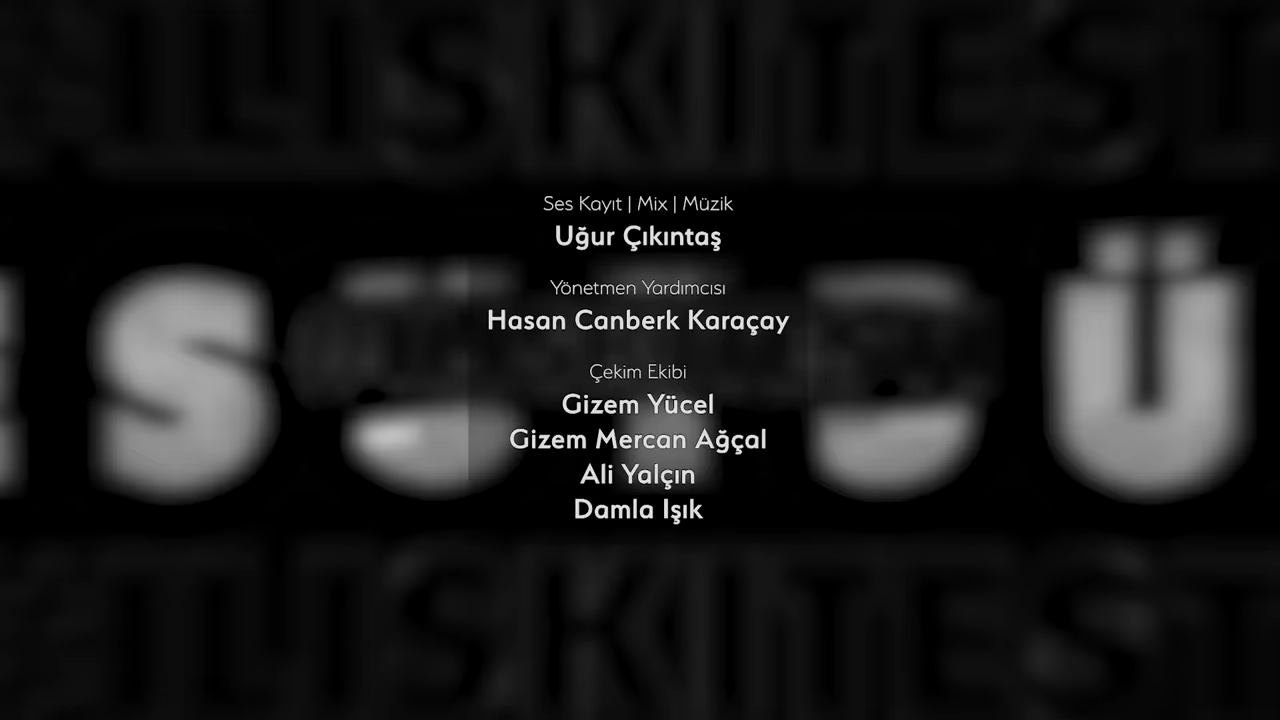 Ses Kayıt | Mix | Müzik
Uğur Çıkıntaş
Yönetmen Yardımcısı
Hasan Canberk Karaçay
Çekim Ekibi
Gizem Yücel
Gizem Mercan Ağçal
Ali Yalçın
Damla Işık